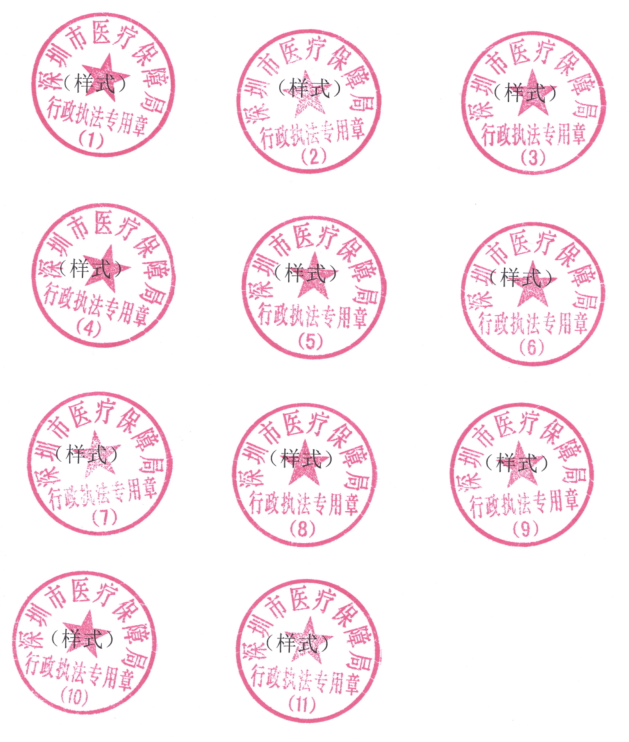 深圳市医疗保障局
（样式）
行政执法专用章
(1)
深圳市医疗保障局
（样式）
行政执法专用章
(2)
深圳市医疗保障局
（样式）
行政执法专用章
(3)
深圳市医疗保障局
（样式）
行政执法专用章
(4)
深圳市医疗保障局
（样式）
行政执法专用章
(5)
深圳市医疗保障局
（样式）
行政执法专用章
(6)
深圳市医疗保障局
（样式）
行政执法专用章
(7)
深圳市医疗保障局
（样式）
行政执法专用章
(8)
深圳市医疗保障局
（样式）
行政执法专用章
(9)
深圳市医疗保障局
（样式）
行政执法专用章
(10)
深圳市医疗保障局
（样式）
行政执法专用章
(11)